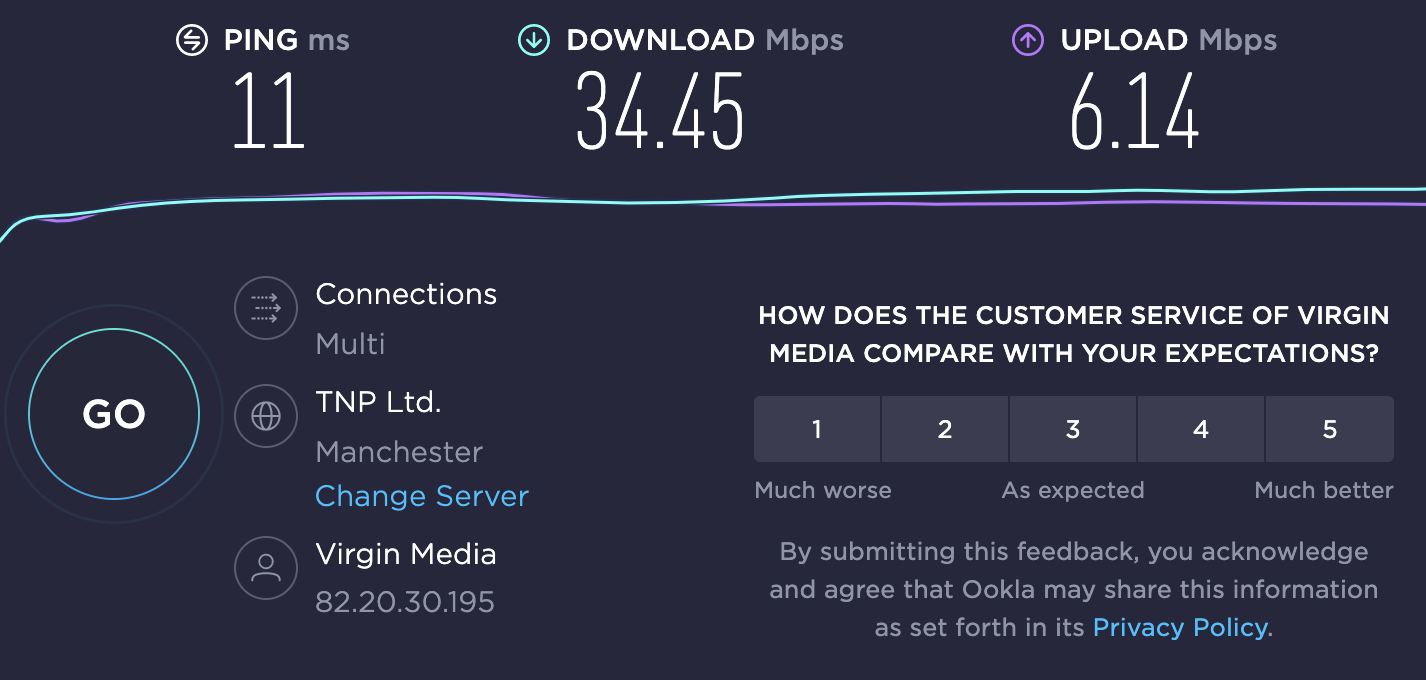 PING ms
11
DOWNLOAD Mbps
34.45
UPLOAD Mbps
6.14
GO
Connections
Multi
TNP Ltd.
Manchester
Change Server
Virgin Media
82.20.30.195
HOW DOES THE CUSTOMER SERVICE OF VIRGIN
MEDIA COMPARE WITH YOUR EXPECTATIONS?
1 2 3 4 5
Much worse As expected Much better
By submitting this feedback, you acknowledge
and agree that Ookla may share this information
as set forth in its Privacy Policy.